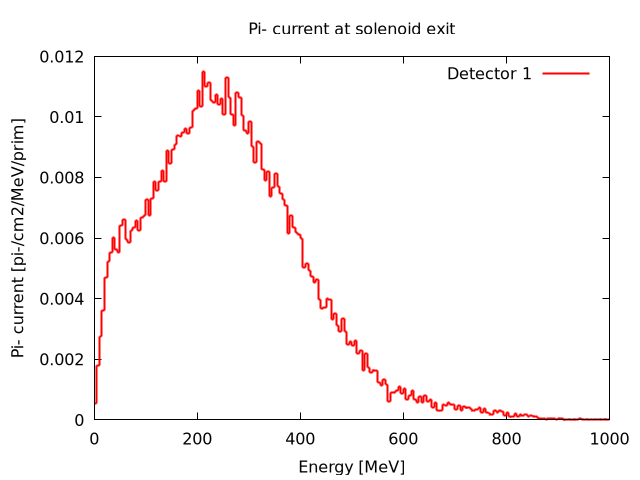 Pi- current at solenoid exit
Detector 1
Pi- current [pi-/cm2/MeV/prim]
0.012
0.01
0.008
0.006
0.004
0.002
0
0 200 400 600 800 1000
Energy [MeV]